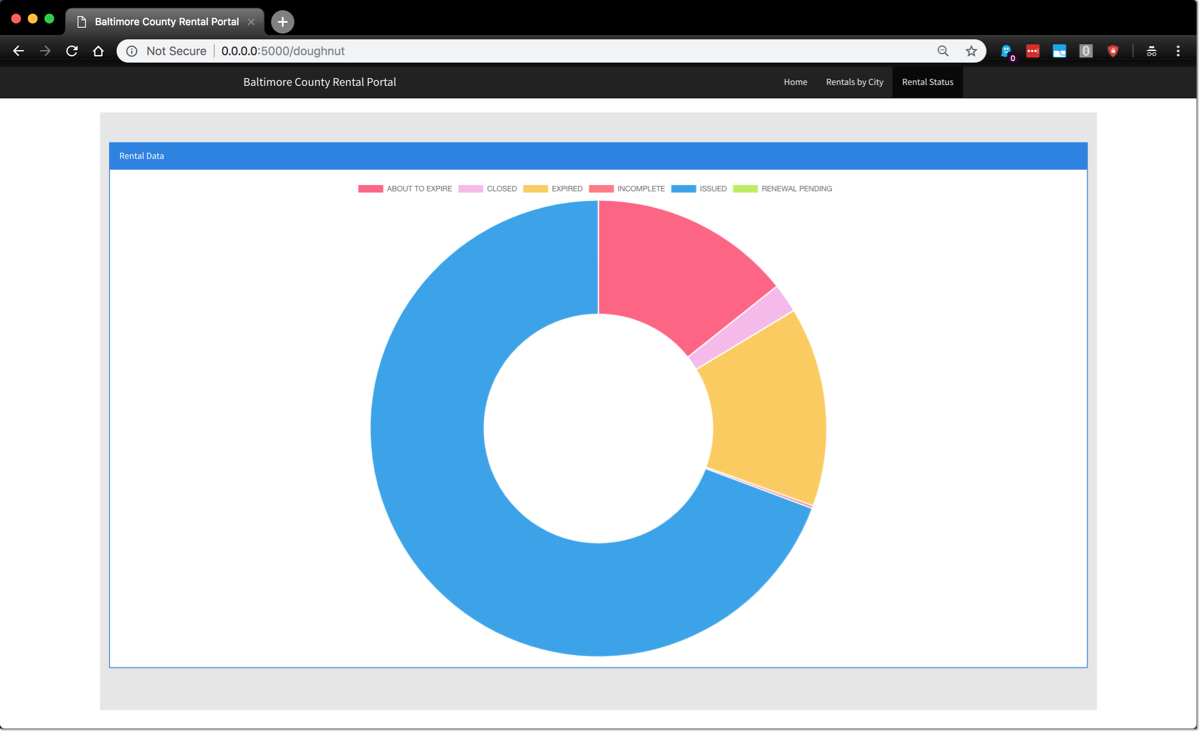 Baltimore County Rental Portal
Not Secure | 0.0.0.0:5000/doughnut
0
Baltimore County Rental Portal
Home
Rentals by City
Rental Status
Rental Data
ABOUT TO EXPIRE
CLOSED
EXPIRED
INCOMPLETE
ISSUED
RENEWAL PENDING